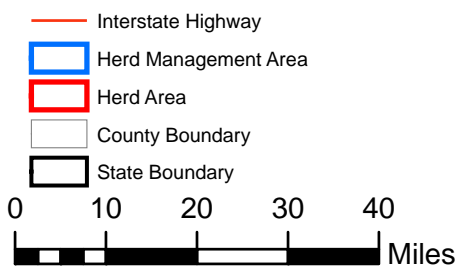 Interstate Highway
Herd Management Area
Herd Area
County Boundary
State Boundary
0 10 20 30 40
Miles